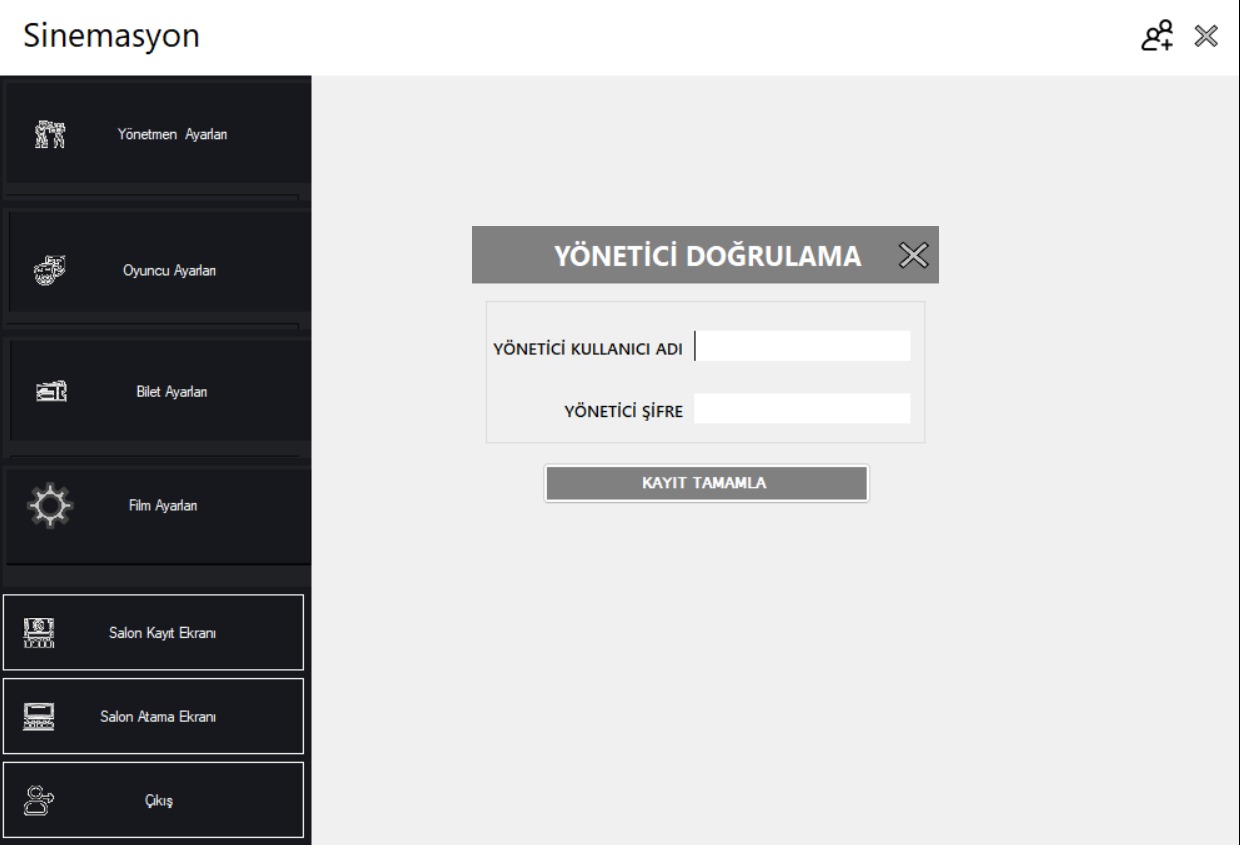 Sinemasyon
Yönetmen Ayarları
Oyuncu Ayarları
Bilet Ayarları
Film Ayarları
Salon Kayıt Ekranı
Salon Atama Ekranı
Çıkış
YÖNETİCİ DOĞRULAMA
YÖNETİCİ KULLANICI ADI
YÖNETİCİ ŞİFRE
KAYIT TAMAMLA